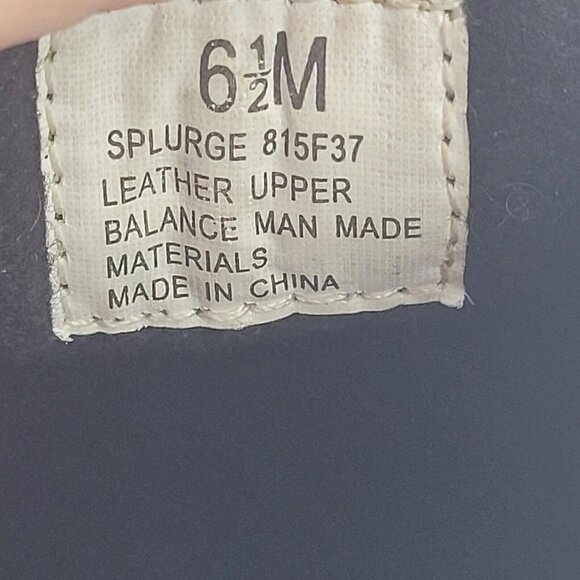 6½M
SPLURGE 815F37
LEATHER UPPER
BALANCE MAN MADE
MATERIALS
MADE IN CHINA